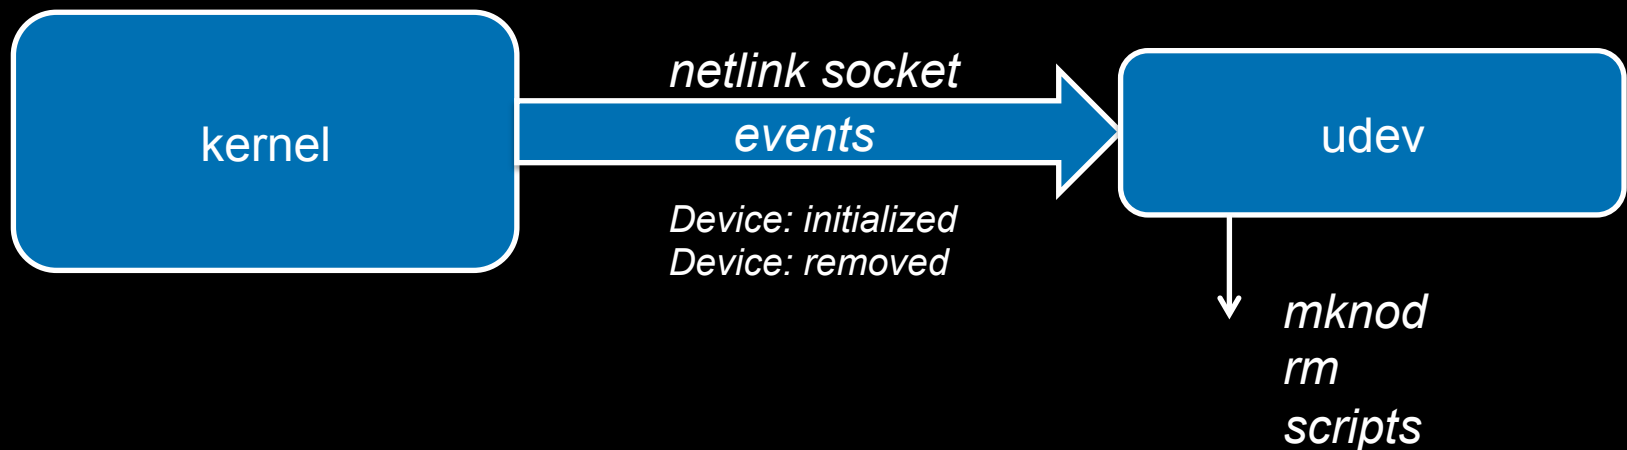 kernel
netlink socket
events
Device: initialized
Device: removed
udev
mknod
rm
scripts